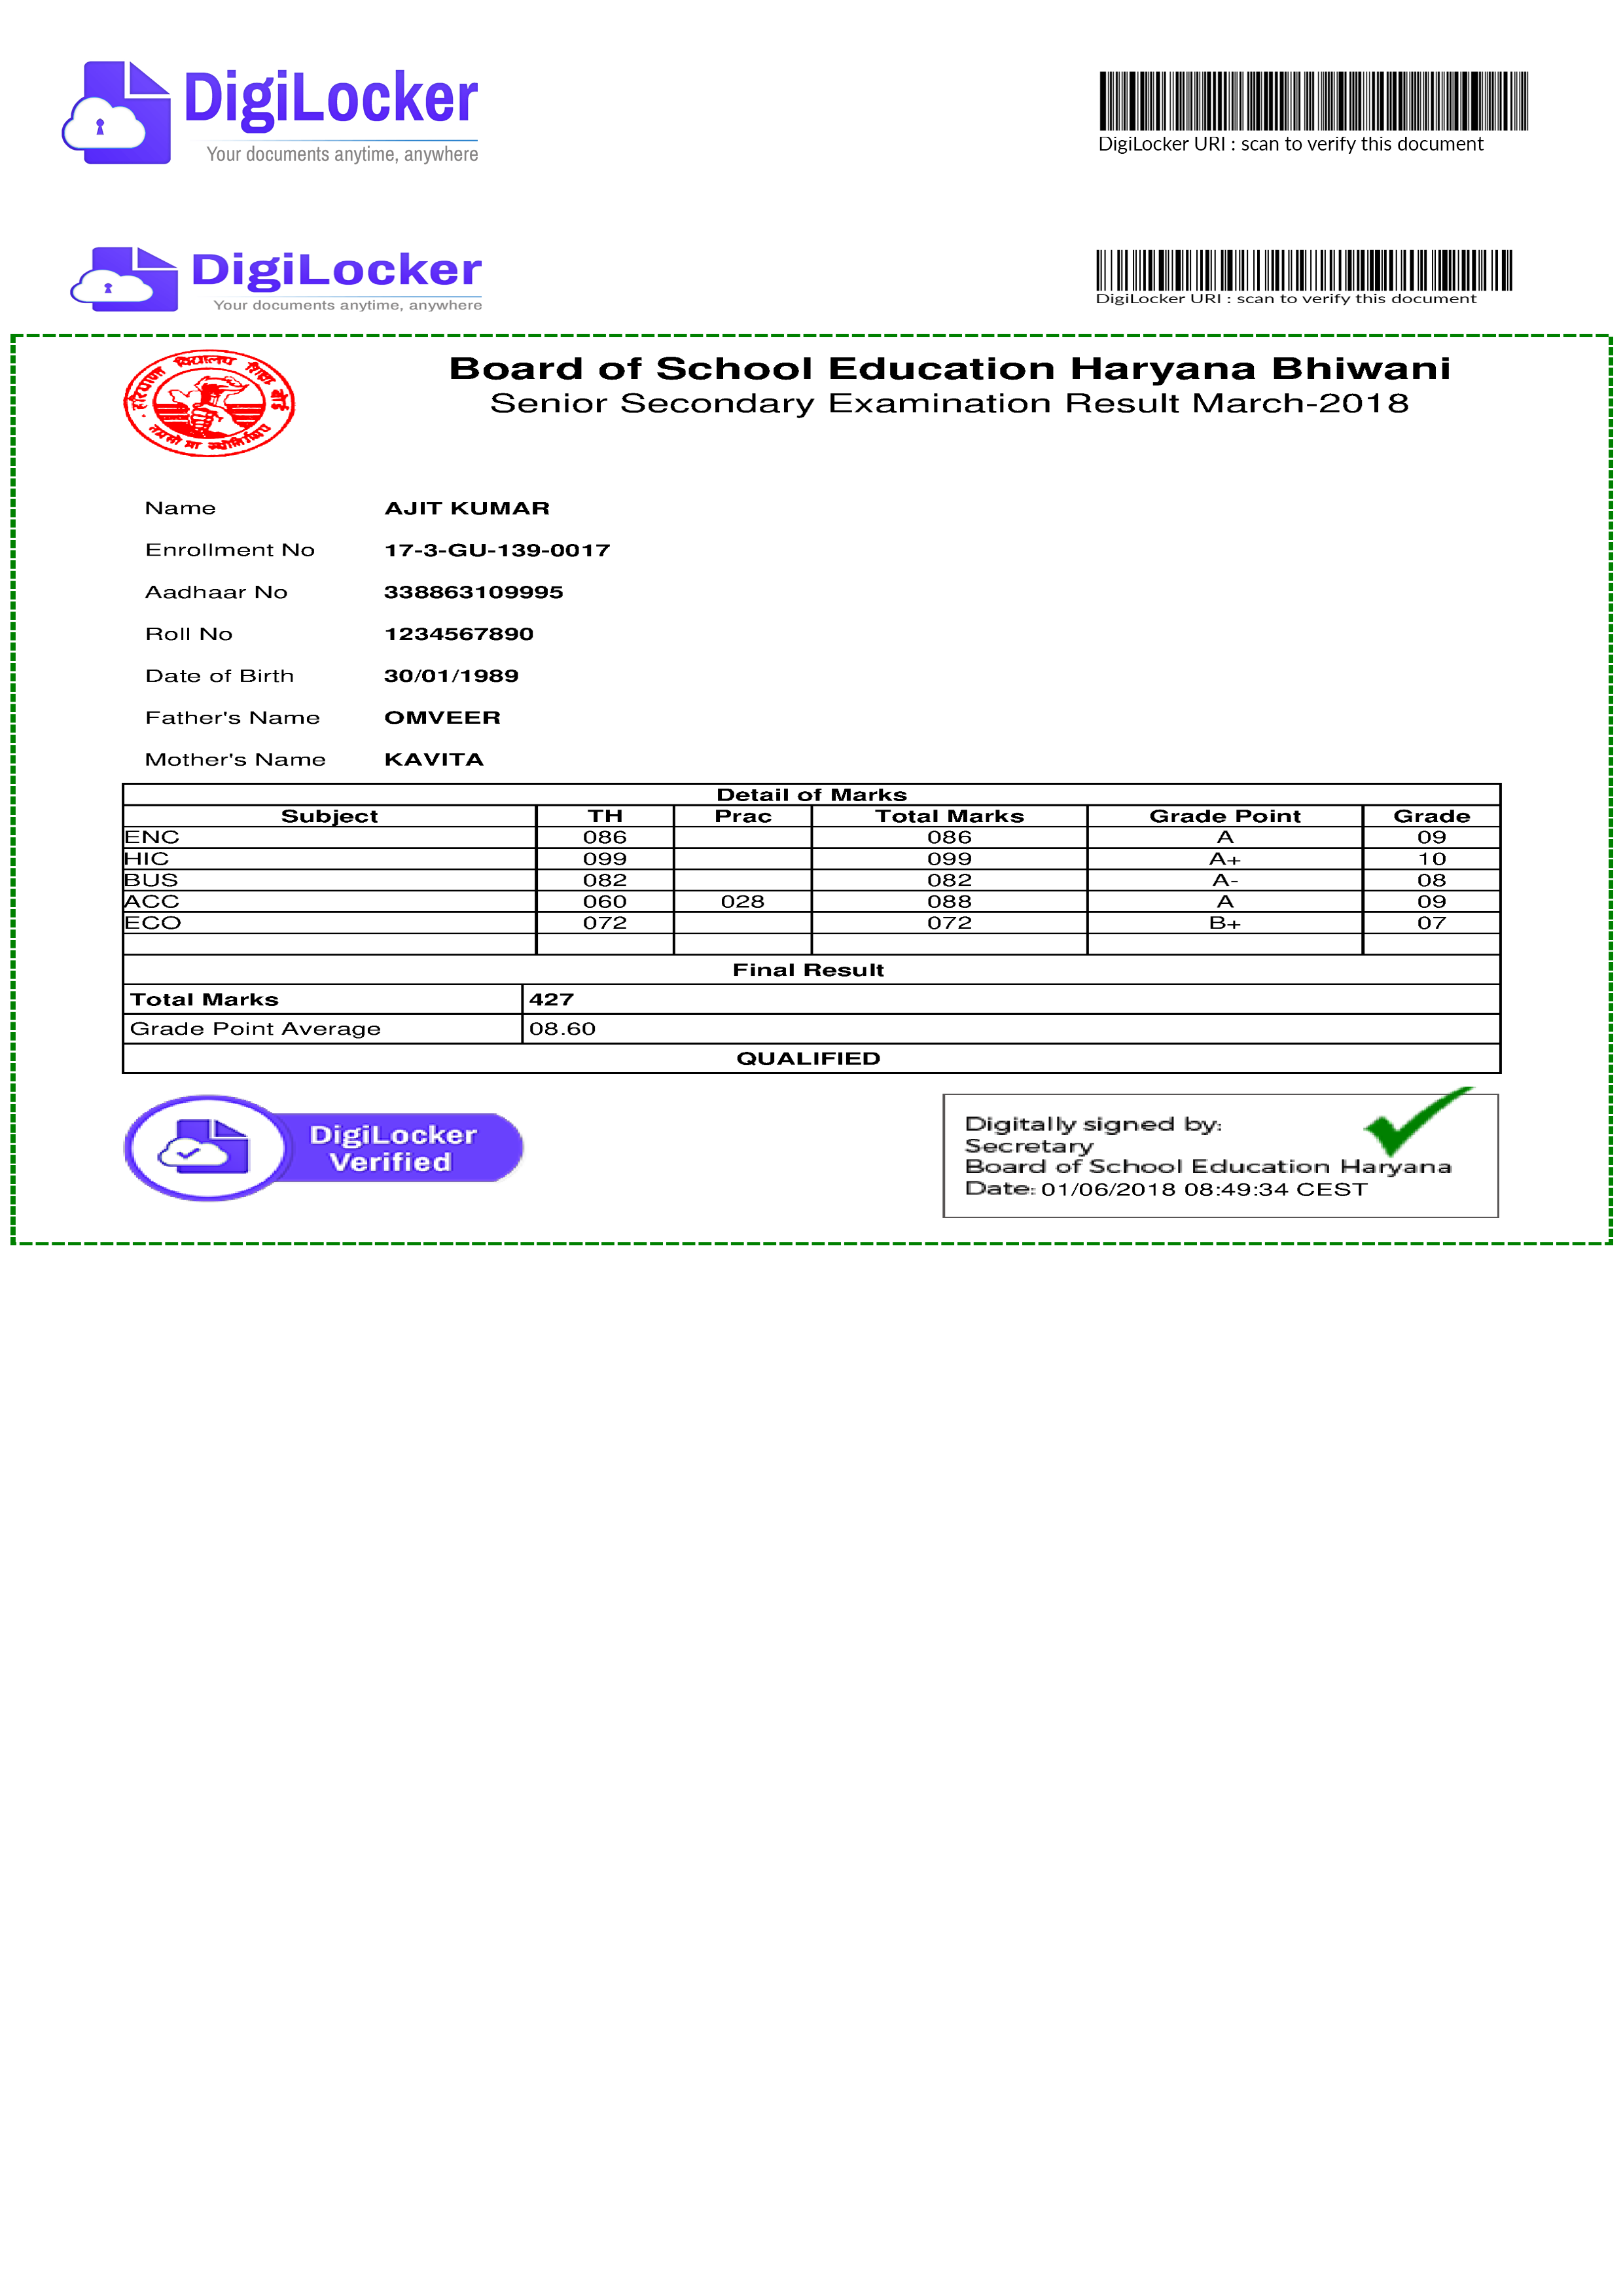 DigiLocker
Your documents anytime, anywhere
DigiLocker URI : scan to verify this document
DigiLocker
Your documents anytime, anywhere
DigiLocker URI : scan to verify this document
हरियाणा विद्यालय शिक्षा बोर्ड
तमसो मा ज्योतिर्गमय
Board of School Education Haryana Bhiwani
Senior Secondary Examination Result March-2018
Name AJIT KUMAR
Enrollment No 17-3-GU-139-0017
Aadhaar No 338863109995
Roll No 1234567890
Date of Birth 30/01/1989
Father's Name OMVEER
Mother's Name KAVITA
Detail of Marks
Subject TH Prac Total Marks Grade Point Grade
ENC 086 086 A 09
HIC 099 099 A+ 10
BUS 082 082 A- 08
ACC 060 028 088 A 09
ECO 072 072 B+ 07
Final Result
Total Marks 427
Grade Point Average 08.60
QUALIFIED
DigiLocker
Verified
Digitally signed by:
Secretary
Board of School Education Haryana
Date: 01/06/2018 08:49:34 CEST